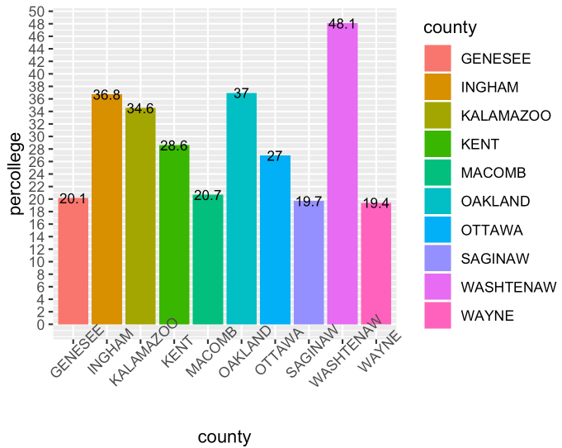 percollege
50
48
46
44
42
40
38
36
34
32
30
28
26
24
22
20
18
16
14
12
10
8
6
4
2
0
20.1
36.8
34.6
28.6
20.7
37
27
19.7
48.1
19.4
GENESEE
INGHAM
KALAMAZOO
KENT
MACOMB
OAKLAND
OTTAWA
SAGINAW
WASHTENAW
WAYNE
county
county
GENESEE
INGHAM
KALAMAZOO
KENT
MACOMB
OAKLAND
OTTAWA
SAGINAW
WASHTENAW
WAYNE